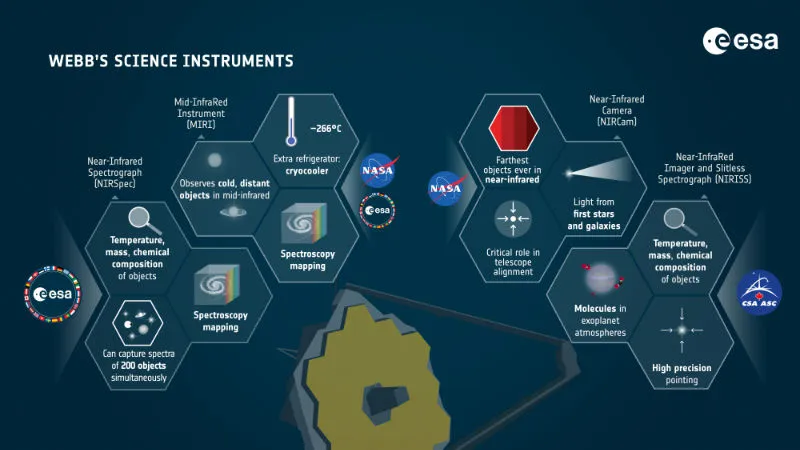 esa
WEBB'S SCIENCE INSTRUMENTS
Mid-InfraRed
Instrument
(MIRI)
-266°C
Extra refrigerator:
cryocooler
Observes cold, distant
objects in mid-infrared
Spectroscopy
mapping
NASA
esa
Near-Infrared
Spectrograph
(NIRSpec)
Temperature,
mass, chemical
composition
of objects
Spectroscopy
mapping
Can capture spectra
of 200 objects
simultaneously
esa
Near-Infrared
Camera
(NIRCam)
Farthest
objects ever in
near-infrared
Light from
first stars
and galaxies
Critical role in
telescope
alignment
NASA
Near-InfraRed
Imager and Slitless
Spectrograph (NIRISS)
Temperature,
mass, chemical
composition
of objects
Molecules in
exoplanet
atmospheres
High precision
pointing
CSA ASC